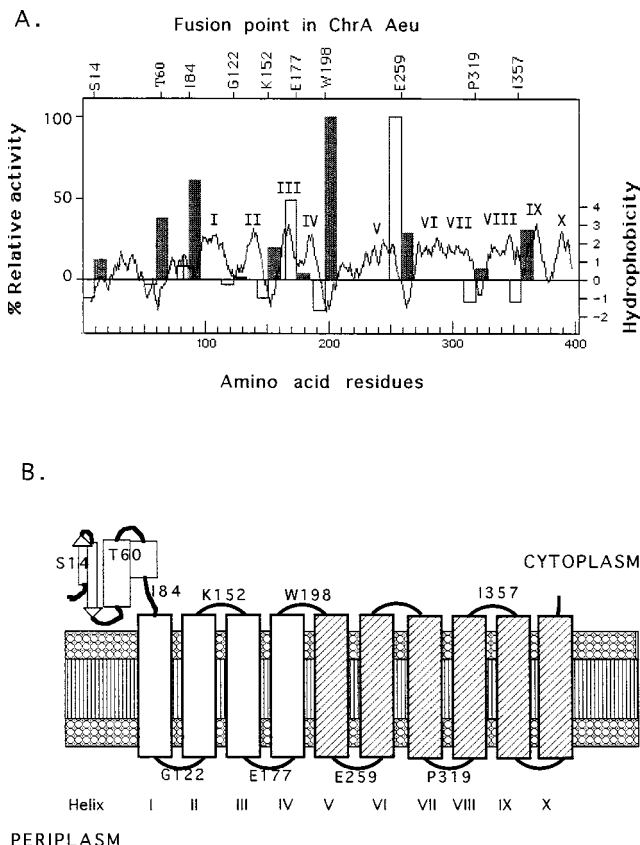 A.
Fusion point in ChrA Aeu
S14 T60 I84 G122 K152 E177 W198 E259 P319 I357
% Relative activity
100
50
0
I II III IV V VI VII VIII IX X
4
3
2
1
0
-1
-2
Hydrophobicity
100 200 300 400
Amino acid residues
B.
S14 T60 I84 K152 W198 I357 CYTOPLASM
G122 E177 E259 P319
Helix I II III IV V VI VII VIII IX X
PERIPLASM